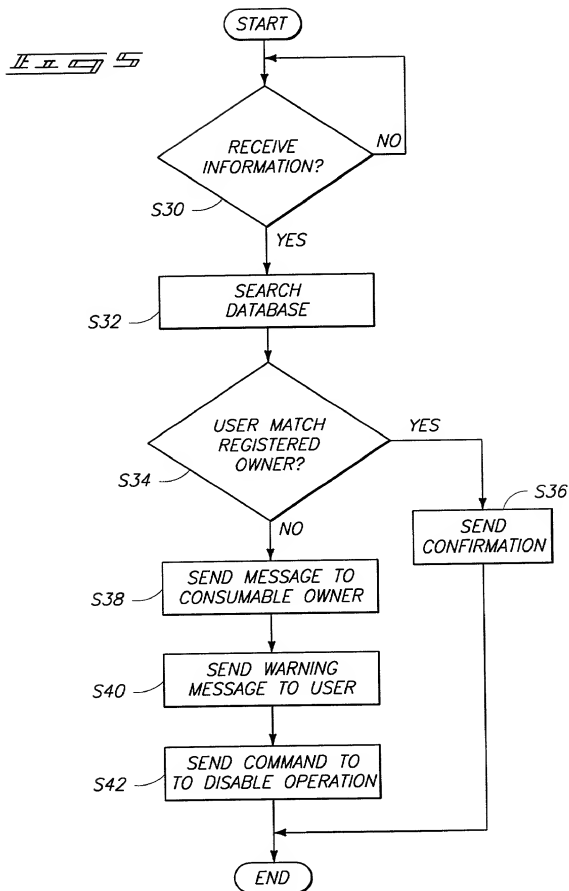 START
Fig 5
RECEIVE
INFORMATION?
NO
S30
YES
SEARCH
DATABASE
S32
USER MATCH
REGISTERED
OWNER?
YES
S34
NO
S36
SEND
CONFIRMATION
SEND MESSAGE TO
CONSUMABLE OWNER
S38
SEND WARNING
MESSAGE TO USER
S40
SEND COMMAND TO
TO DISABLE OPERATION
S42
END